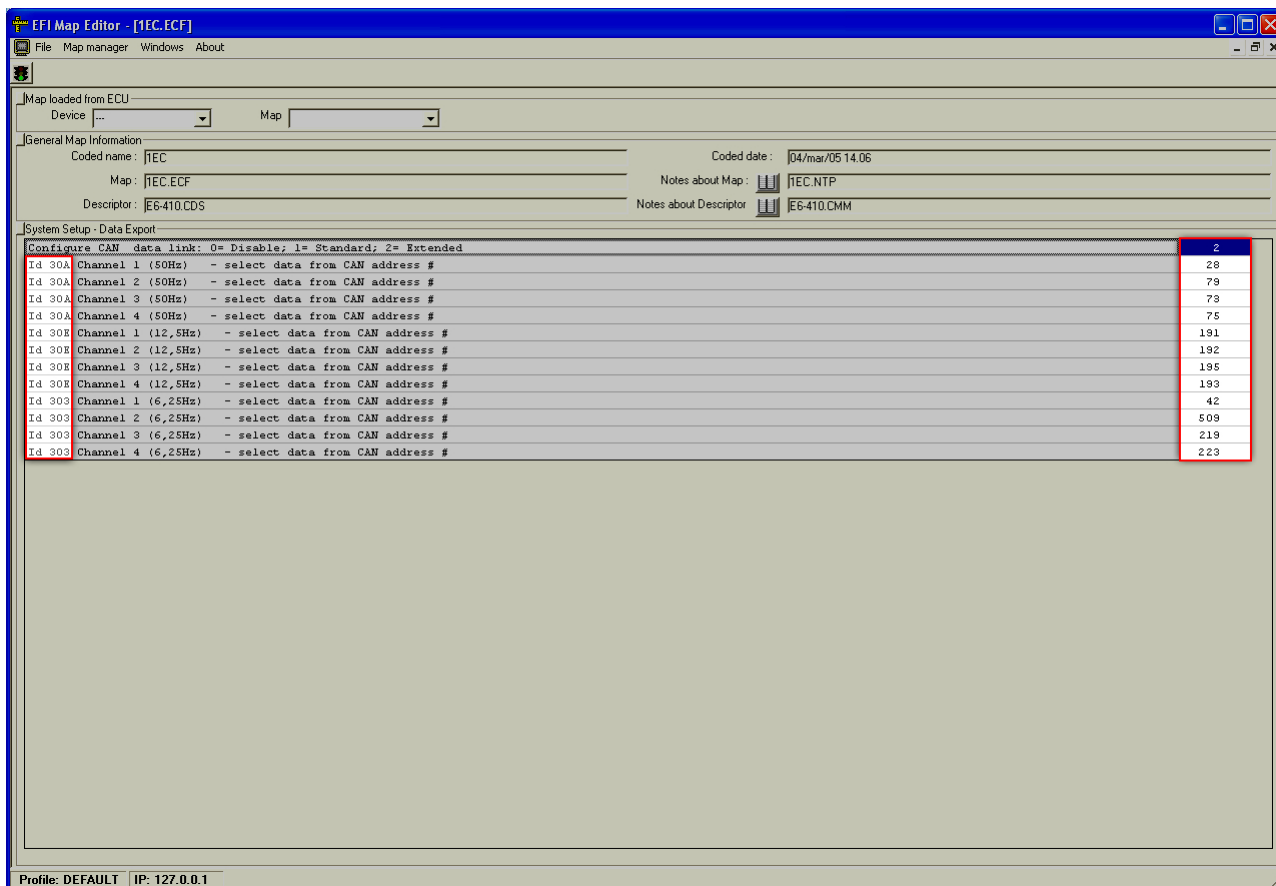 EFI Map Editor - [1EC.ECF]
File Map manager Windows About
Map loaded from ECU
Device ... Map
General Map Information
Coded name : 1EC Coded date : 04/mar/05 14.06
Map : 1EC.ECF Notes about Map : 1EC.NTP
Descriptor : E6-410.CDS Notes about Descriptor E6-410.CMM
System Setup - Data Export
Configure CAN data link: 0= Disable; 1= Standard; 2= Extended 2
Id 30A Channel 1 (50Hz) - select data from CAN address # 28
Id 30A Channel 2 (50Hz) - select data from CAN address # 79
Id 30A Channel 3 (50Hz) - select data from CAN address # 73
Id 30A Channel 4 (50Hz) - select data from CAN address # 75
Id 30E Channel 1 (12,5Hz) - select data from CAN address # 191
Id 30E Channel 2 (12,5Hz) - select data from CAN address # 192
Id 30E Channel 3 (12,5Hz) - select data from CAN address # 195
Id 30E Channel 4 (12,5Hz) - select data from CAN address # 193
Id 303 Channel 1 (6,25Hz) - select data from CAN address # 42
Id 303 Channel 2 (6,25Hz) - select data from CAN address # 509
Id 303 Channel 3 (6,25Hz) - select data from CAN address # 219
Id 303 Channel 4 (6,25Hz) - select data from CAN address # 223
Profile: DEFAULT IP: 127.0.0.1